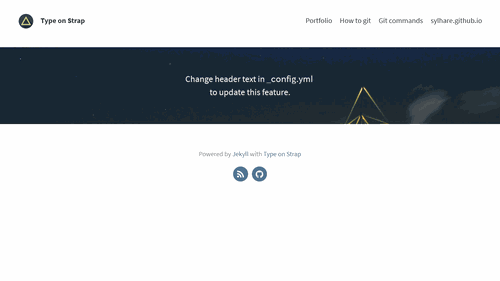 Type on Strap
Portfolio
How to git
Git commands
sylhare.github.io
Change header text in _config.yml
to update this feature.
Powered by Jekyll with Type on Strap